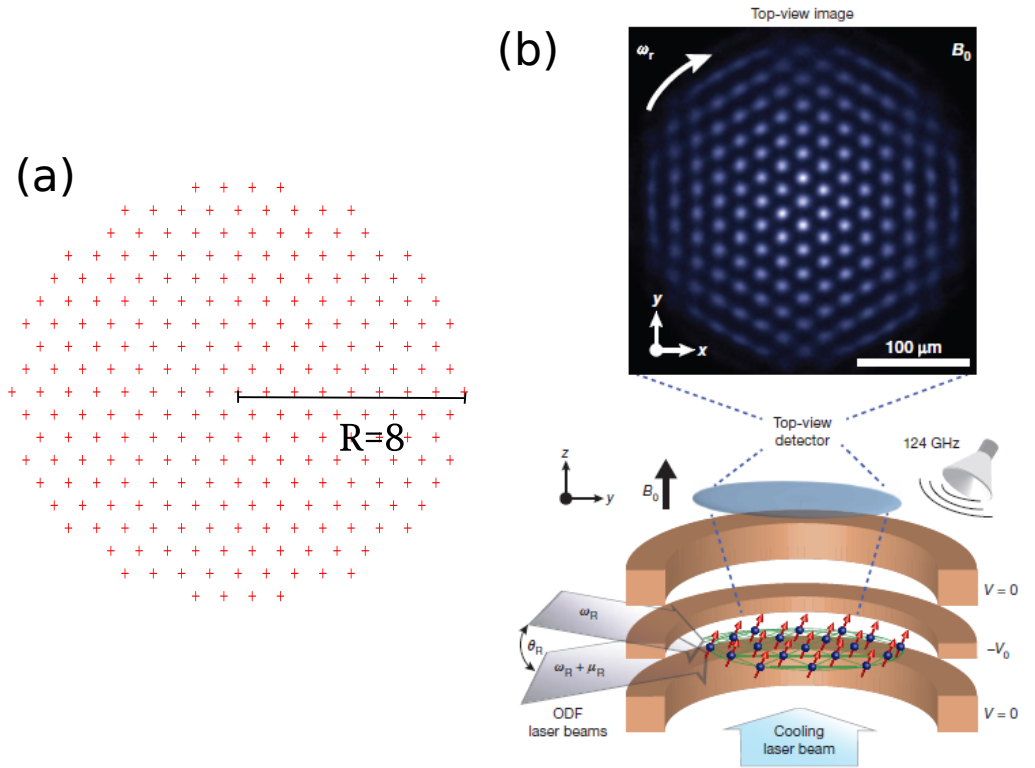 (a)
R=8
(b)
Top-view image
ωr
B0
y
x
100 μm
Top-view
detector
124 GHz
z
y
B0
V = 0
ωR
θR
ωR + μR
–V0
ODF
laser beams
V = 0
Cooling
laser beam